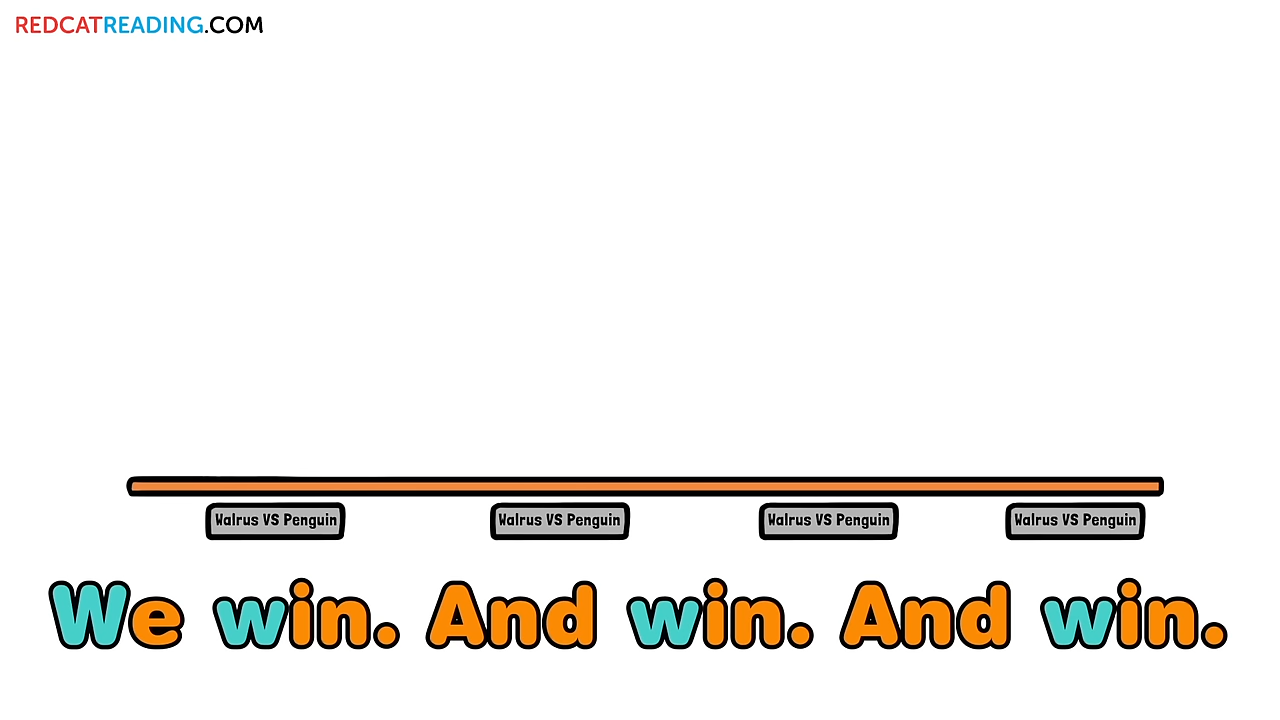 REDCATREADING.COM
Walrus VS Penguin Walrus VS Penguin Walrus VS Penguin Walrus VS Penguin
We win. And win. And win.